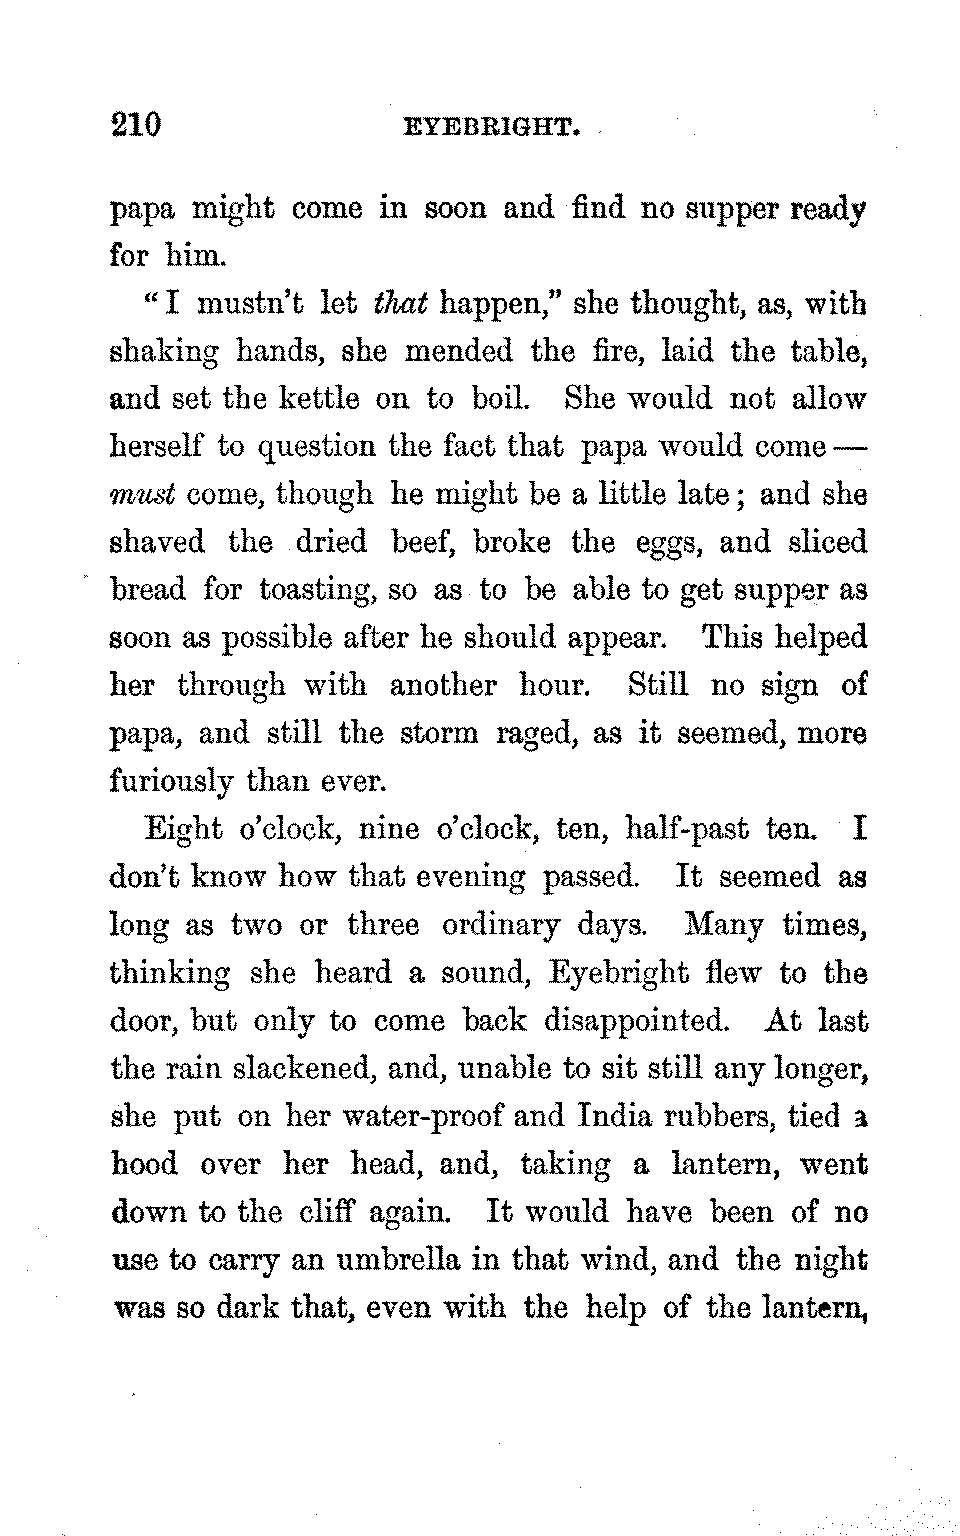 210 EYEBRIGHT.
papa might come in soon and find no supper ready
for him.
“I mustn’t let that happen,” she thought, as, with
shaking hands, she mended the fire, laid the table,
and set the kettle on to boil. She would not allow
herself to question the fact that papa would come —
must come, though he might be a little late; and she
shaved the dried beef, broke the eggs, and sliced
bread for toasting, so as to be able to get supper as
soon as possible after he should appear. This helped
her through with another hour. Still no sign of
papa, and still the storm raged, as it seemed, more
furiously than ever.
Eight o’clock, nine o’clock, ten, half-past ten. I
don’t know how that evening passed. It seemed as
long as two or three ordinary days. Many times,
thinking she heard a sound, Eyebright flew to the
door, but only to come back disappointed. At last
the rain slackened, and, unable to sit still any longer,
she put on her water-proof and India rubbers, tied a
hood over her head, and, taking a lantern, went
down to the cliff again. It would have been of no
use to carry an umbrella in that wind, and the night
was so dark that, even with the help of the lantern,